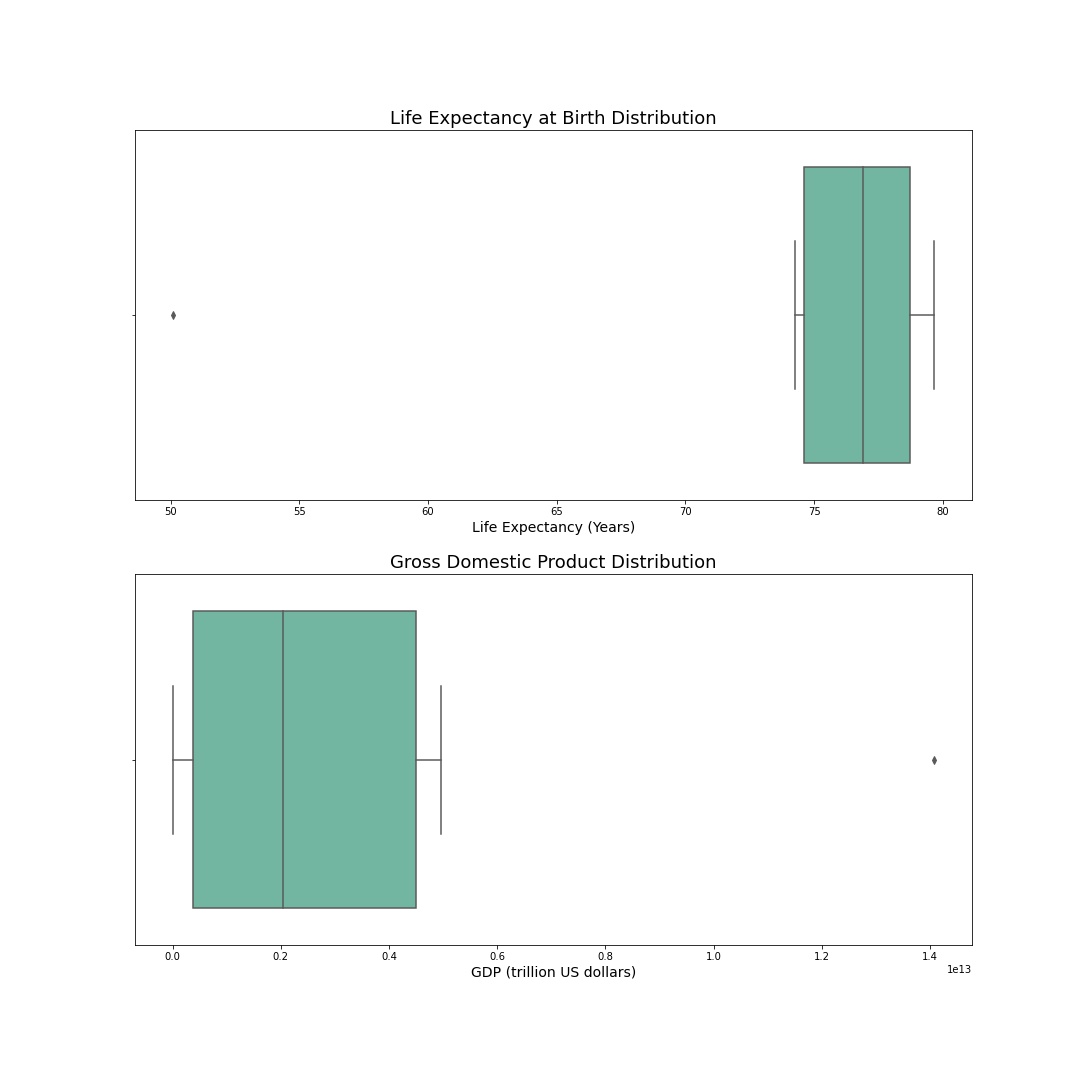 Life Expectancy at Birth Distribution
50 55 60 65 70 75 80
Life Expectancy (Years)
Gross Domestic Product Distribution
0.0 0.2 0.4 0.6 0.8 1.0 1.2 1.4
1e13
GDP (trillion US dollars)